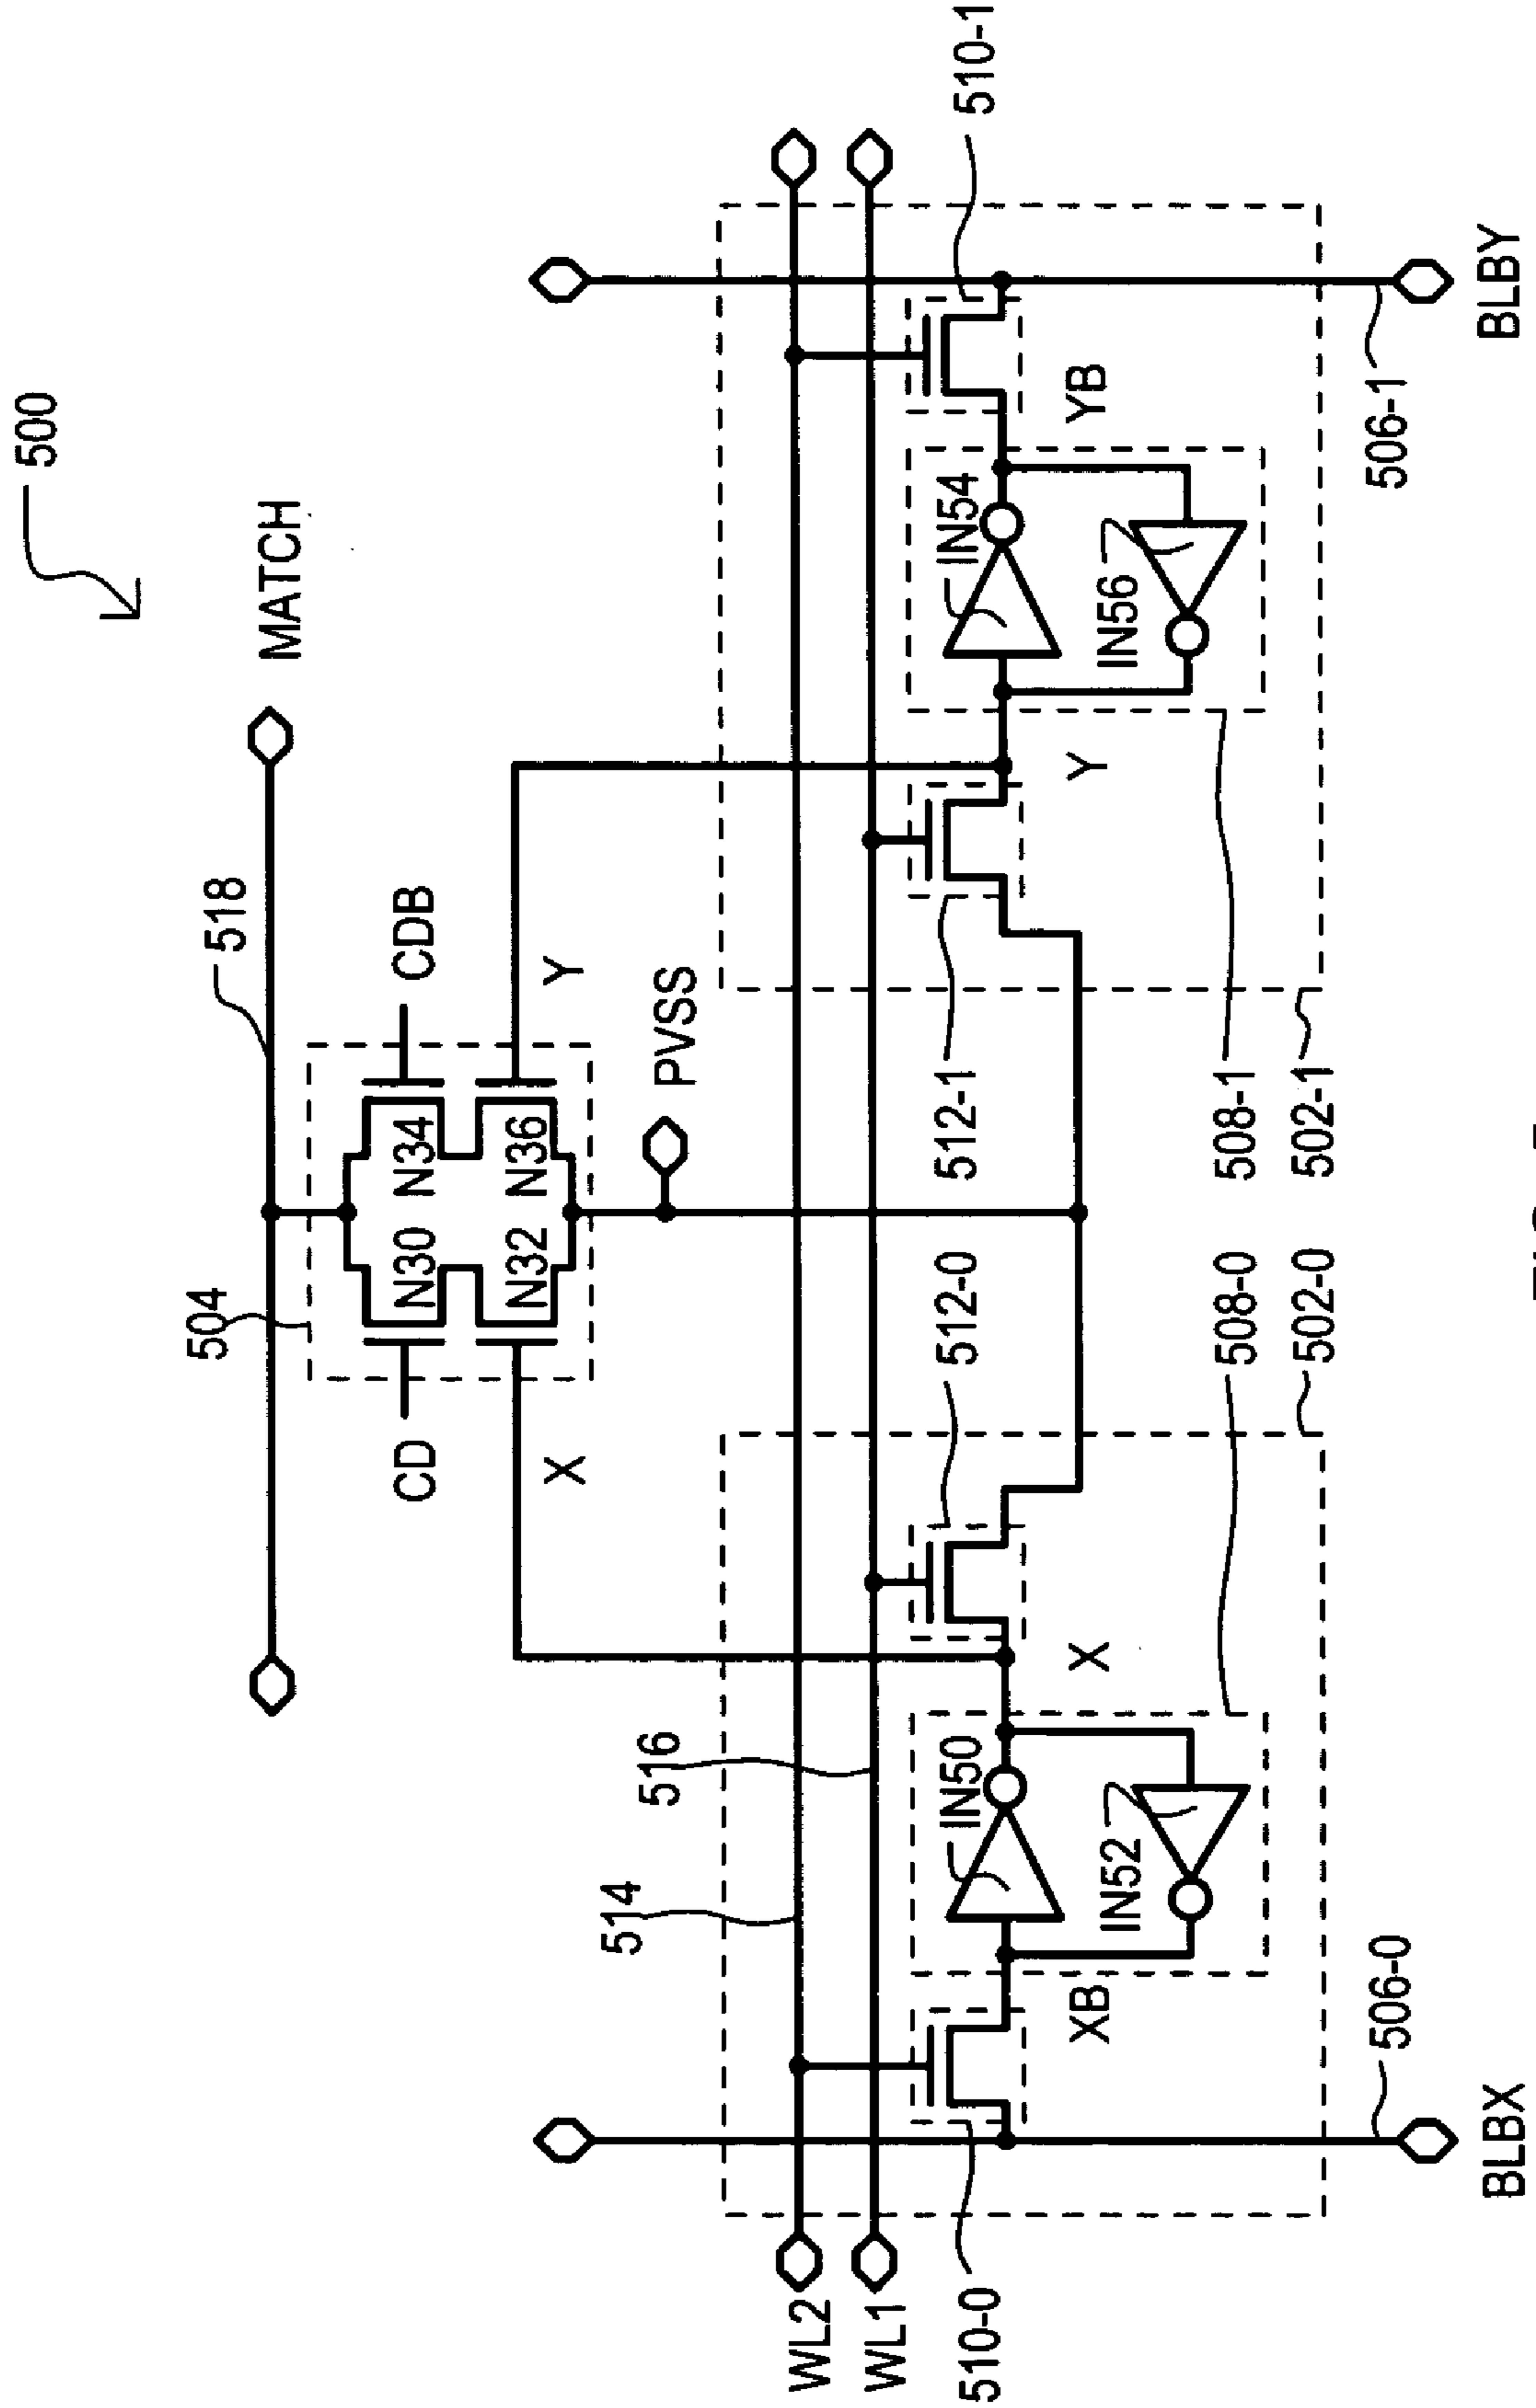 500
MATCH
518
504
CD
CDB
N30
N34
N32
N36
X
Y
PVSS
514
516
WL2
WL1
510-0
512-0
512-1
510-1
IN50
IN54
XB
X
Y
YB
IN52
IN56
508-0
508-1
502-0
502-1
506-0
506-1
BLBX
BLBY